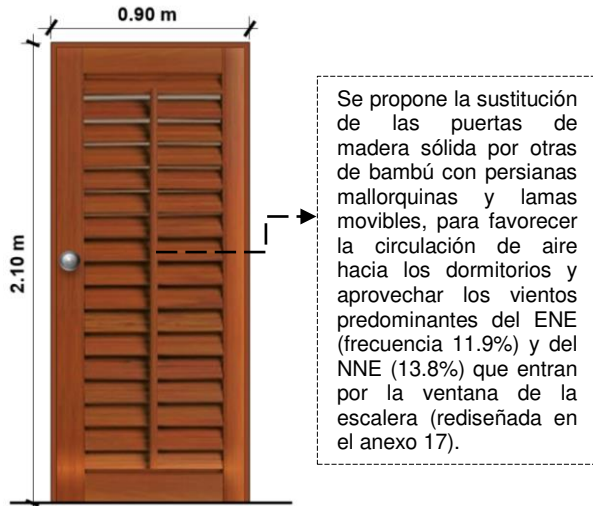 0.90 m
2.10 m
Se propone la sustitución
de las puertas de
madera sólida por otras
de bambú con persianas
mallorquinas y lamas
movibles, para favorecer
la circulación de aire
hacia los dormitorios y
aprovechar los vientos
predominantes del ENE
(frecuencia 11.9%) y del
NNE (13.8%) que entran
por la ventana de la
escalera (rediseñada en
el anexo 17).